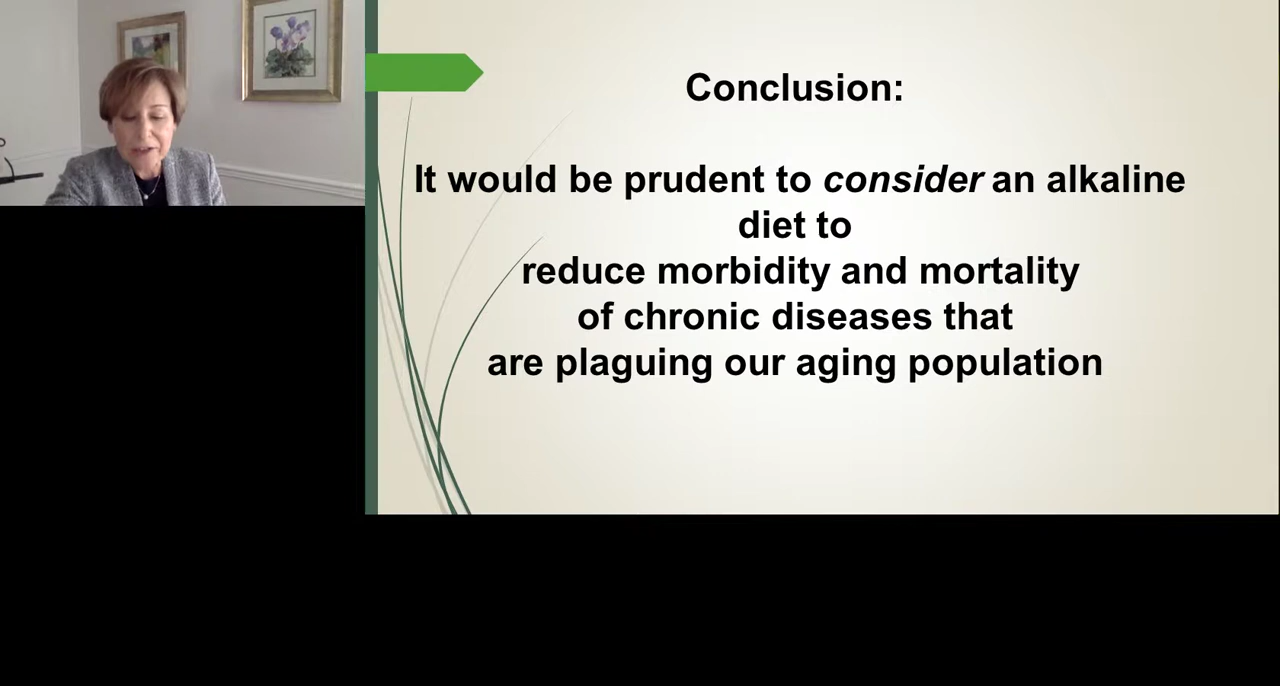 Conclusion:
It would be prudent to consider an alkaline
diet to
reduce morbidity and mortality
of chronic diseases that
are plaguing our aging population